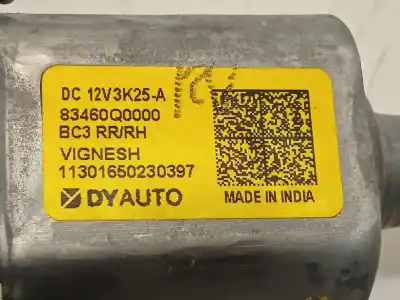 DC 12V3K25-A
83460Q0000
BC3 RR/RH
VIGNESH
11301650230397
DYAUTO
MADE IN INDIA